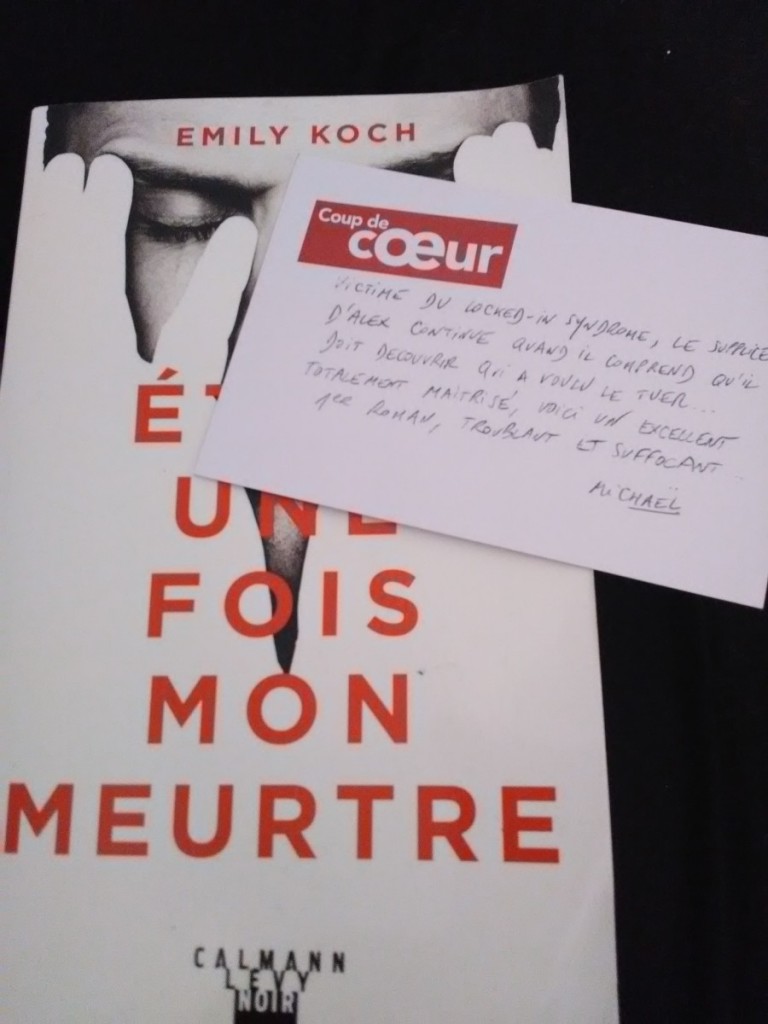 EMILY KOCH
Coup de
cœur
VICTIME DU LOCKED-IN SYNDROME, LE SUPPLICE
D'ALEX CONTINUE QUAND IL COMPREND QU'IL
DOIT DECOUVRIR QUI A VOULU LE TUER...
TOTALEMENT MAITRISÉ, VOICI UN EXCELLENT
1ER ROMAN, TROUBLANT ET SUFFOCANT...
MICHAËL
É
UNE
FOIS
MON
MEURTRE
CALMANN
LEVY
NOIR